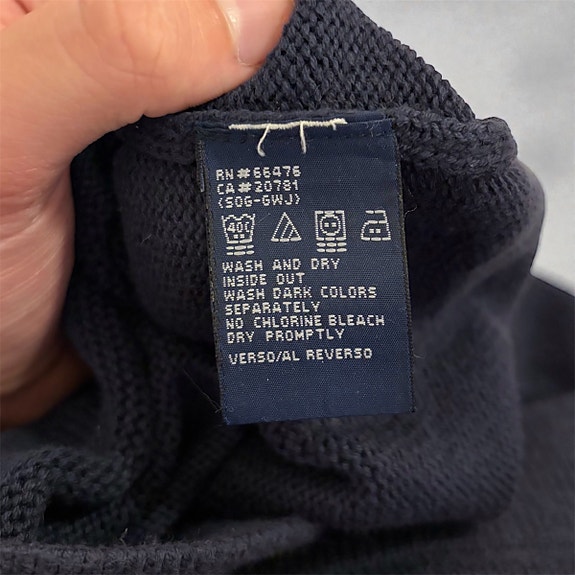 RN#66476
CA#20781
(SOG-GWJ)
40C
WASH AND DRY
INSIDE OUT
WASH DARK COLORS
SEPARATELY
NO CHLORINE BLEACH
DRY PROMPTLY
VERSO/AL REVERSO